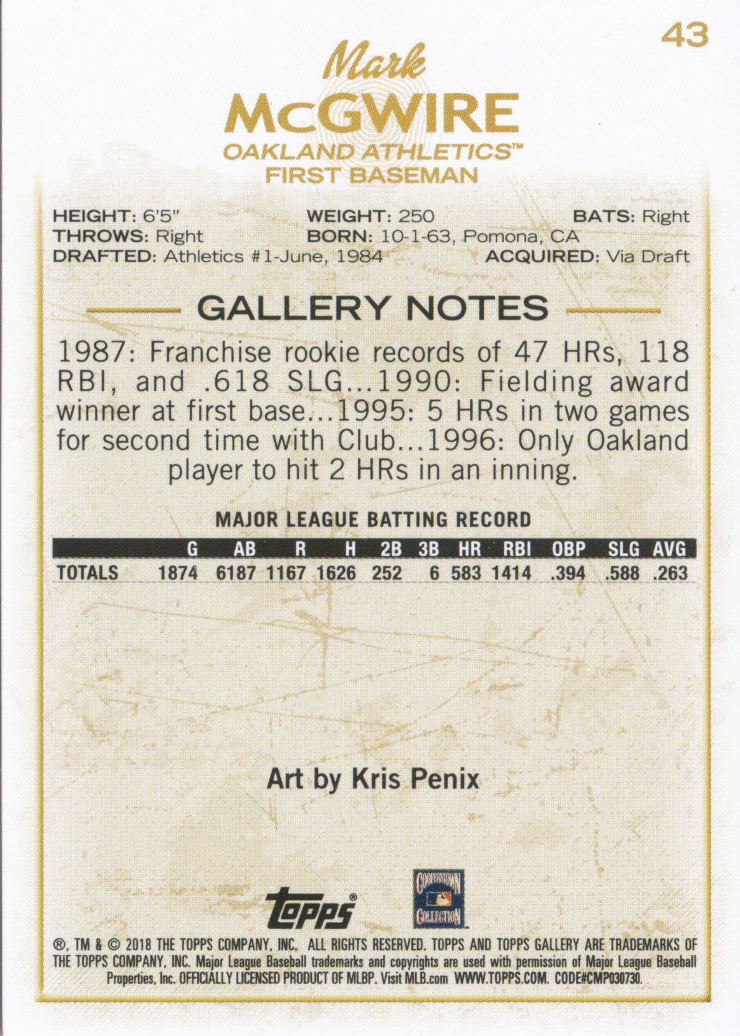 43
Mark
McGWIRE
OAKLAND ATHLETICS™
FIRST BASEMAN
HEIGHT: 6'5" WEIGHT: 250 BATS: Right
THROWS: Right BORN: 10-1-63, Pomona, CA
DRAFTED: Athletics #1-June, 1984 ACQUIRED: Via Draft
GALLERY NOTES
1987: Franchise rookie records of 47 HRs, 118
RBI, and .618 SLG...1990: Fielding award
winner at first base...1995: 5 HRs in two games
for second time with Club...1996: Only Oakland
player to hit 2 HRs in an inning.
MAJOR LEAGUE BATTING RECORD
G AB R H 2B 3B HR RBI OBP SLG AVG
TOTALS 1874 6187 1167 1626 252 6 583 1414 .394 .588 .263
Art by Kris Penix
Topps®
COOPERSTOWN
COLLECTION
®, TM & © 2018 THE TOPPS COMPANY, INC. ALL RIGHTS RESERVED. TOPPS AND TOPPS GALLERY ARE TRADEMARKS OF
THE TOPPS COMPANY, INC. Major League Baseball trademarks and copyrights are used with permission of Major League Baseball
Properties, Inc. OFFICIALLY LICENSED PRODUCT OF MLBP. Visit MLB.com WWW.TOPPS.COM. CODE#CMP030730.